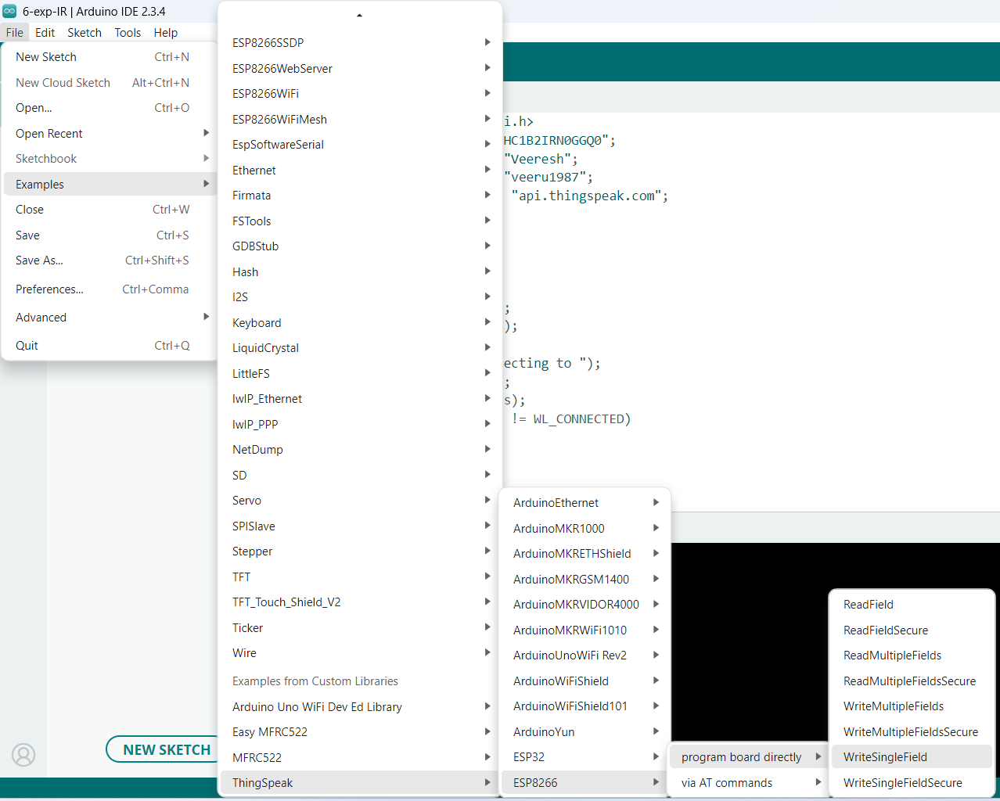 6-exp-IR | Arduino IDE 2.3.4
File Edit Sketch Tools Help
New Sketch Ctrl+N
New Cloud Sketch Alt+Ctrl+N
Open... Ctrl+O
Open Recent
Sketchbook
Examples
Close Ctrl+W
Save Ctrl+S
Save As... Ctrl+Shift+S
Preferences... Ctrl+Comma
Advanced
Quit Ctrl+Q
NEW SKETCH
ESP8266SSDP
ESP8266WebServer
ESP8266WiFi
ESP8266WiFiMesh
EspSoftwareSerial
Ethernet
Firmata
FSTools
GDBStub
Hash
I2S
Keyboard
LiquidCrystal
LittleFS
lwIP_Ethernet
lwIP_PPP
NetDump
SD
Servo
SPISlave
Stepper
TFT
TFT_Touch_Shield_V2
Ticker
Wire
Examples from Custom Libraries
Arduino Uno WiFi Dev Ed Library
Easy MFRC522
MFRC522
ThingSpeak
i.h>
HC1B2IRN0GGQ0";
"Veeresh";
"veeru1987";
"api.thingspeak.com";
;
);
ecting to ");
;
s);
!= WL_CONNECTED)
ArduinoEthernet
ArduinoMKR1000
ArduinoMKRETHShield
ArduinoMKRGSM1400
ArduinoMKRVIDOR4000
ArduinoMKRWiFi1010
ArduinoUnoWiFi Rev2
ArduinoWiFiShield
ArduinoWiFiShield101
ArduinoYun
ESP32
ESP8266
program board directly
via AT commands
ReadField
ReadFieldSecure
ReadMultipleFields
ReadMultipleFieldsSecure
WriteMultipleFields
WriteMultipleFieldsSecure
WriteSingleField
WriteSingleFieldSecure